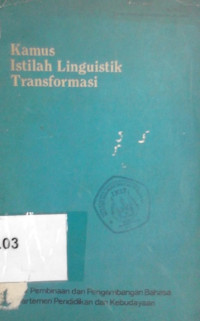 Kamus
Istilah Linguistik
Transformasi
.03
Pembinaan dan Pengembangan Bahasa
Departemen Pendidikan dan Kebudayaan